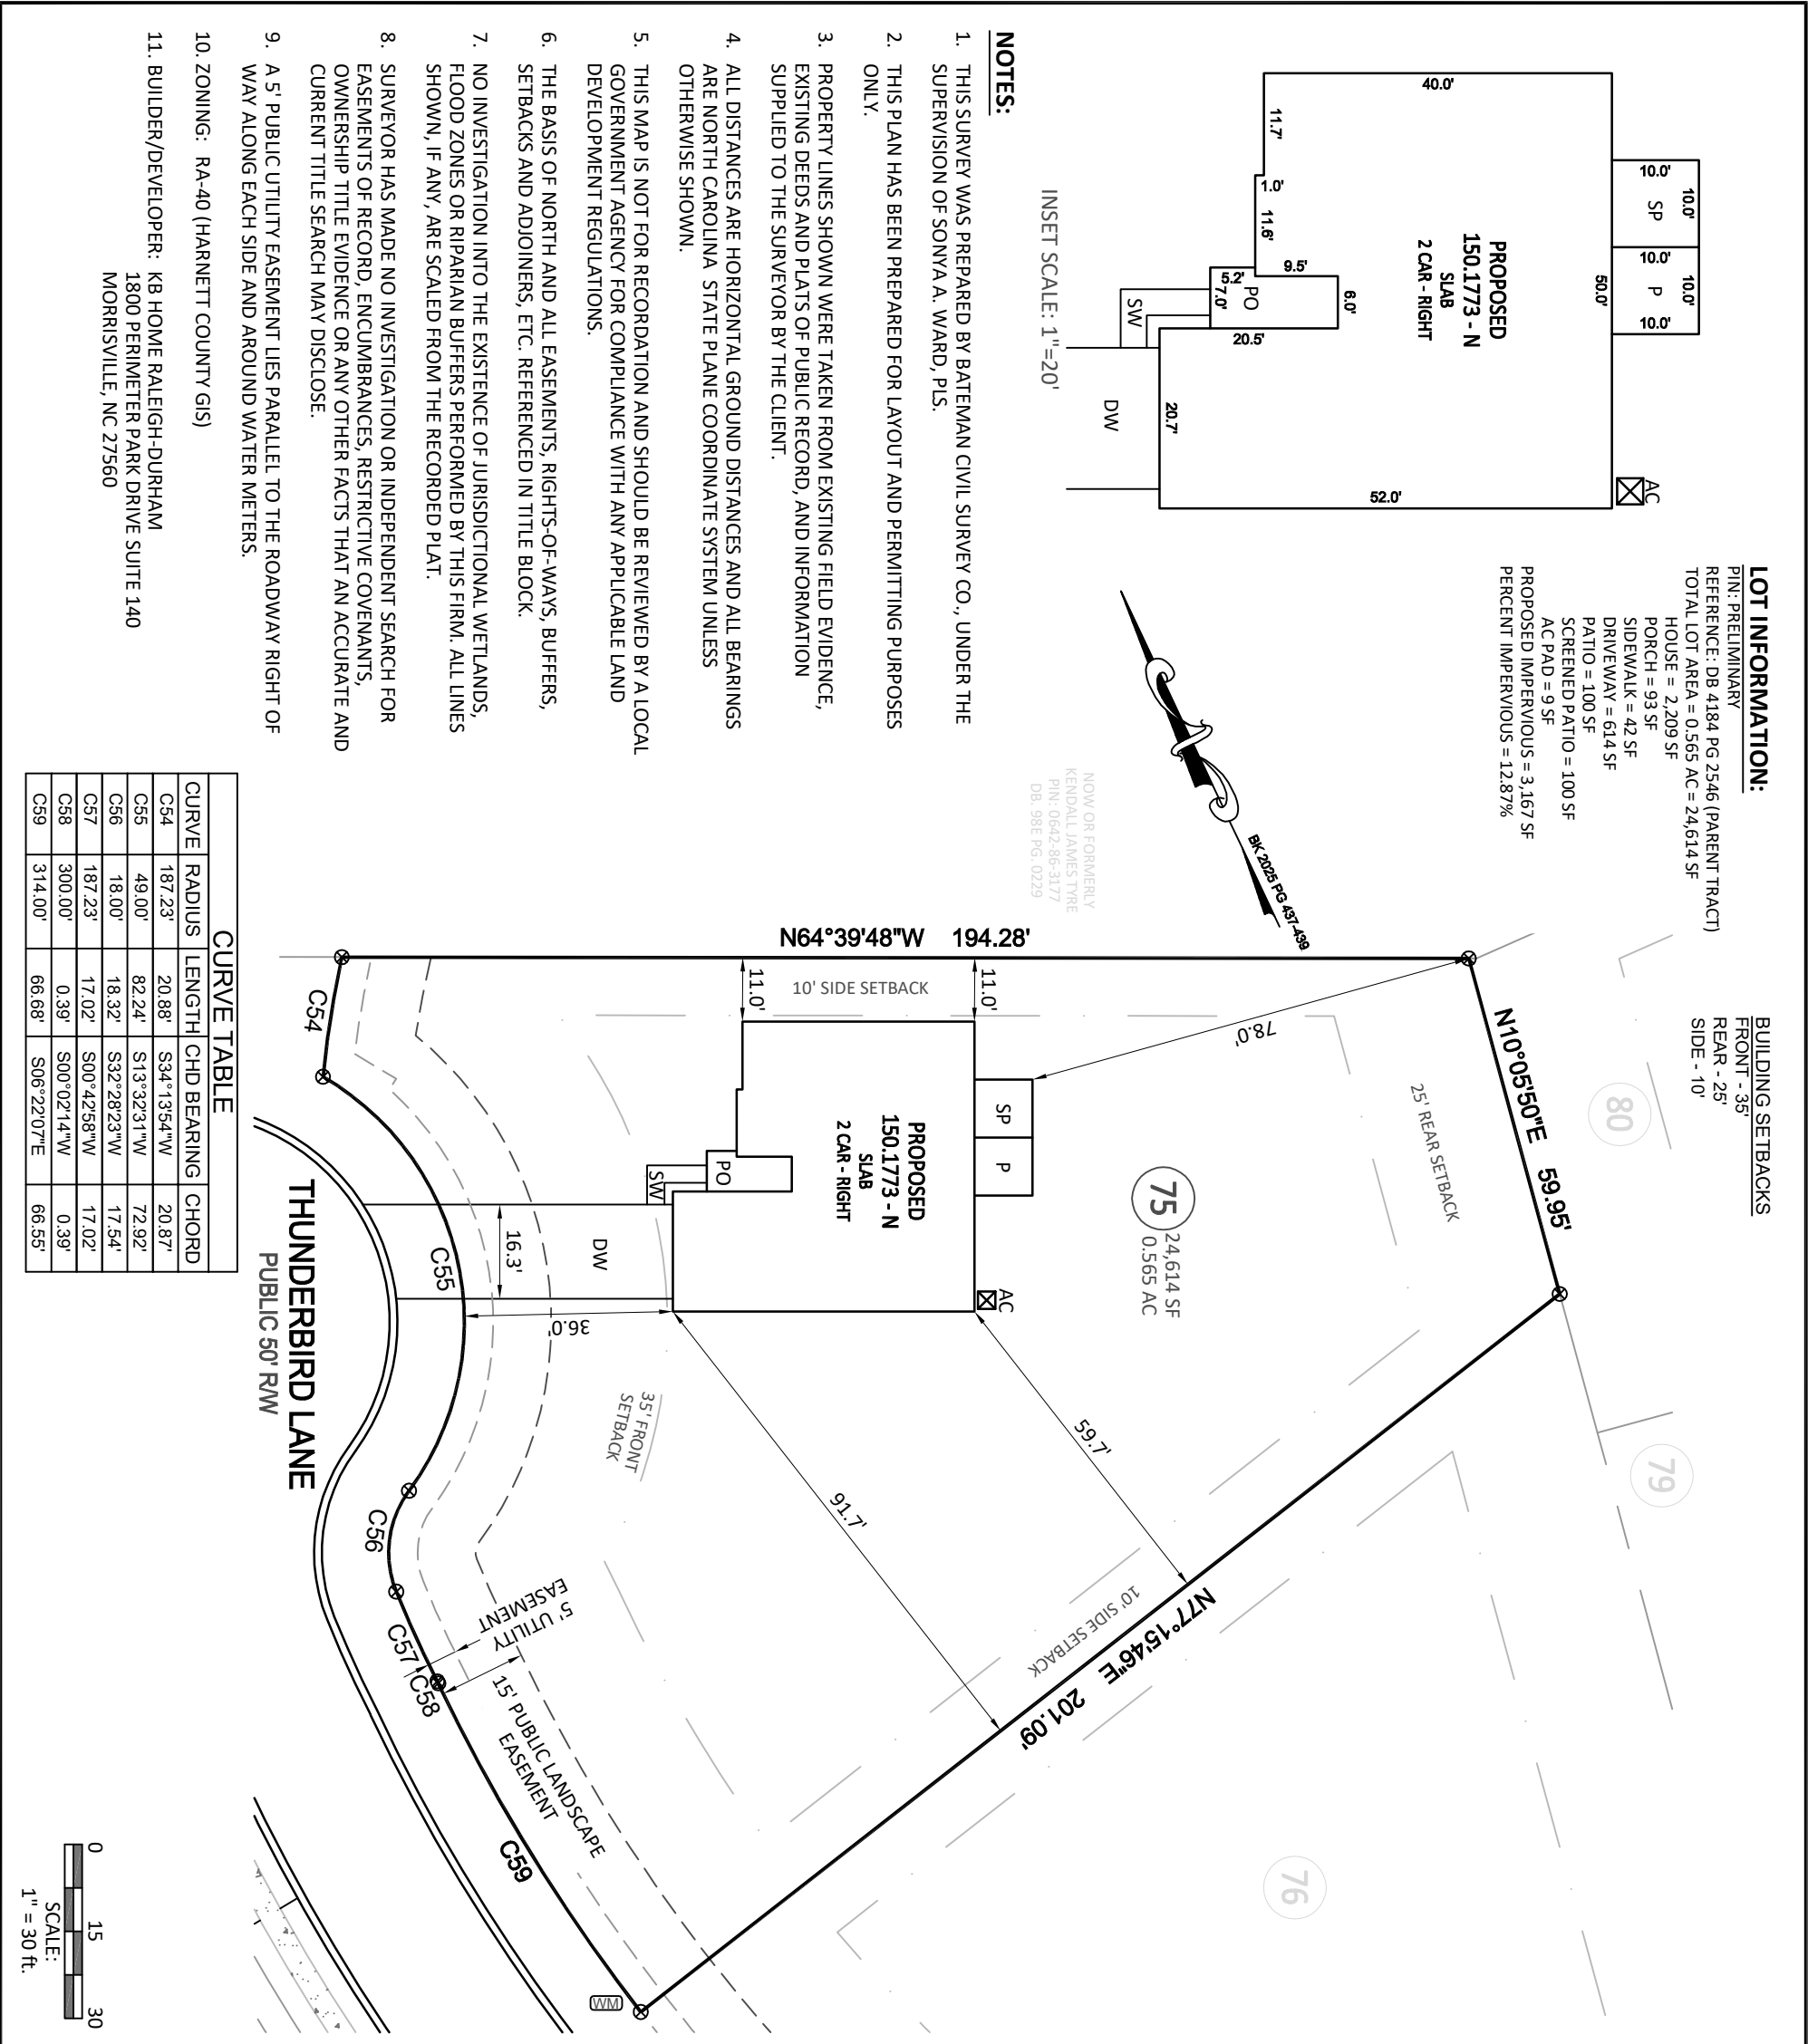 LOT INFORMATION:
PIN: PRELIMINARY
REFERENCE: DB 4184 PG 2546 (PARENT TRACT)
TOTAL LOT AREA = 0.565 AC = 24,614 SF
HOUSE = 2,209 SF
PORCH = 93 SF
SIDEWALK = 42 SF
DRIVEWAY = 614 SF
PATIO = 100 SF
SCREENED PATIO = 100 SF
AC PAD = 9 SF
PROPOSED IMPERVIOUS = 3,167 SF
PERCENT IMPERVIOUS = 12.87%
BUILDING SETBACKS
FRONT - 35'
REAR - 25'
SIDE - 10'
10.0'
10.0'
10.0'
10.0'
10.0'
SP
P
50.0'
AC
40.0'
PROPOSED
150.1773 - N
SLAB
2 CAR - RIGHT
52.0'
11.7'
1.0'
11.6'
9.5'
6.0'
5.2'
PO
7.0'
20.5'
20.7'
SW
DW
INSET SCALE: 1"=20'
NOTES:
1. THIS SURVEY WAS PREPARED BY BATEMAN CIVIL SURVEY CO., UNDER THE
SUPERVISION OF SONYA A. WARD, PLS.
2. THIS PLAN HAS BEEN PREPARED FOR LAYOUT AND PERMITTING PURPOSES
ONLY.
3. PROPERTY LINES SHOWN WERE TAKEN FROM EXISTING FIELD EVIDENCE,
EXISTING DEEDS AND PLATS OF PUBLIC RECORD, AND INFORMATION
SUPPLIED TO THE SURVEYOR BY THE CLIENT.
4. ALL DISTANCES ARE HORIZONTAL GROUND DISTANCES AND ALL BEARINGS
ARE NORTH CAROLINA STATE PLANE COORDINATE SYSTEM UNLESS
OTHERWISE SHOWN.
5. THIS MAP IS NOT FOR RECORDATION AND SHOULD BE REVIEWED BY A LOCAL
GOVERNMENT AGENCY FOR COMPLIANCE WITH ANY APPLICABLE LAND
DEVELOPMENT REGULATIONS.
6. THE BASIS OF NORTH AND ALL EASEMENTS, RIGHTS-OF-WAYS, BUFFERS,
SETBACKS AND ADJOINERS, ETC. REFERENCED IN TITLE BLOCK.
7. NO INVESTIGATION INTO THE EXISTENCE OF JURISDICTIONAL WETLANDS,
FLOOD ZONES OR RIPARIAN BUFFERS PERFORMED BY THIS FIRM. ALL LINES
SHOWN, IF ANY, ARE SCALED FROM THE RECORDED PLAT.
8. SURVEYOR HAS MADE NO INVESTIGATION OR INDEPENDENT SEARCH FOR
EASEMENTS OF RECORD, ENCUMBRANCES, RESTRICTIVE COVENANTS,
OWNERSHIP TITLE EVIDENCE OR ANY OTHER FACTS THAT AN ACCURATE AND
CURRENT TITLE SEARCH MAY DISCLOSE.
9. A 5' PUBLIC UTILITY EASEMENT LIES PARALLEL TO THE ROADWAY RIGHT OF
WAY ALONG EACH SIDE AND AROUND WATER METERS.
10. ZONING: RA-40 (HARNETT COUNTY GIS)
11. BUILDER/DEVELOPER: KB HOME RALEIGH-DURHAM
1800 PERIMETER PARK DRIVE SUITE 140
MORRISVILLE, NC 27560
BK 2025 PG 437-439
NOW OR FORMERLY
KENDALL JAMES TYRE
PIN: 0642-86-3177
DB. 98E PG. 0229
80
79
76
N10°05'50"E 59.95'
25' REAR SETBACK
78.0'
N64°39'48"W 194.28'
11.0'
11.0'
10' SIDE SETBACK
75
24,614 SF
0.565 AC
SP
P
AC
PROPOSED
150.1773 - N
SLAB
2 CAR - RIGHT
PO
SW
DW
16.3'
36.0'
59.7'
91.7'
10' SIDE SETBACK
N77°15'46"E 201.09'
35' FRONT
SETBACK
5' UTILITY
EASEMENT
15' PUBLIC LANDSCAPE
EASEMENT
C54
C55
C56
C57
C58
C59
WM
THUNDERBIRD LANE
PUBLIC 50' R/W
CURVE TABLE
CURVE RADIUS LENGTH CHD BEARING CHORD
C54 187.23' 20.88' S34°13'54"W 20.87'
C55 49.00' 82.24' S13°32'31"W 72.92'
C56 18.00' 18.32' S32°28'23"W 17.54'
C57 187.23' 17.02' S00°42'58"W 17.02'
C58 300.00' 0.39' S00°02'14"W 0.39'
C59 314.00' 66.68' S06°22'07"E 66.55'
0 15 30
SCALE:
1" = 30 ft.